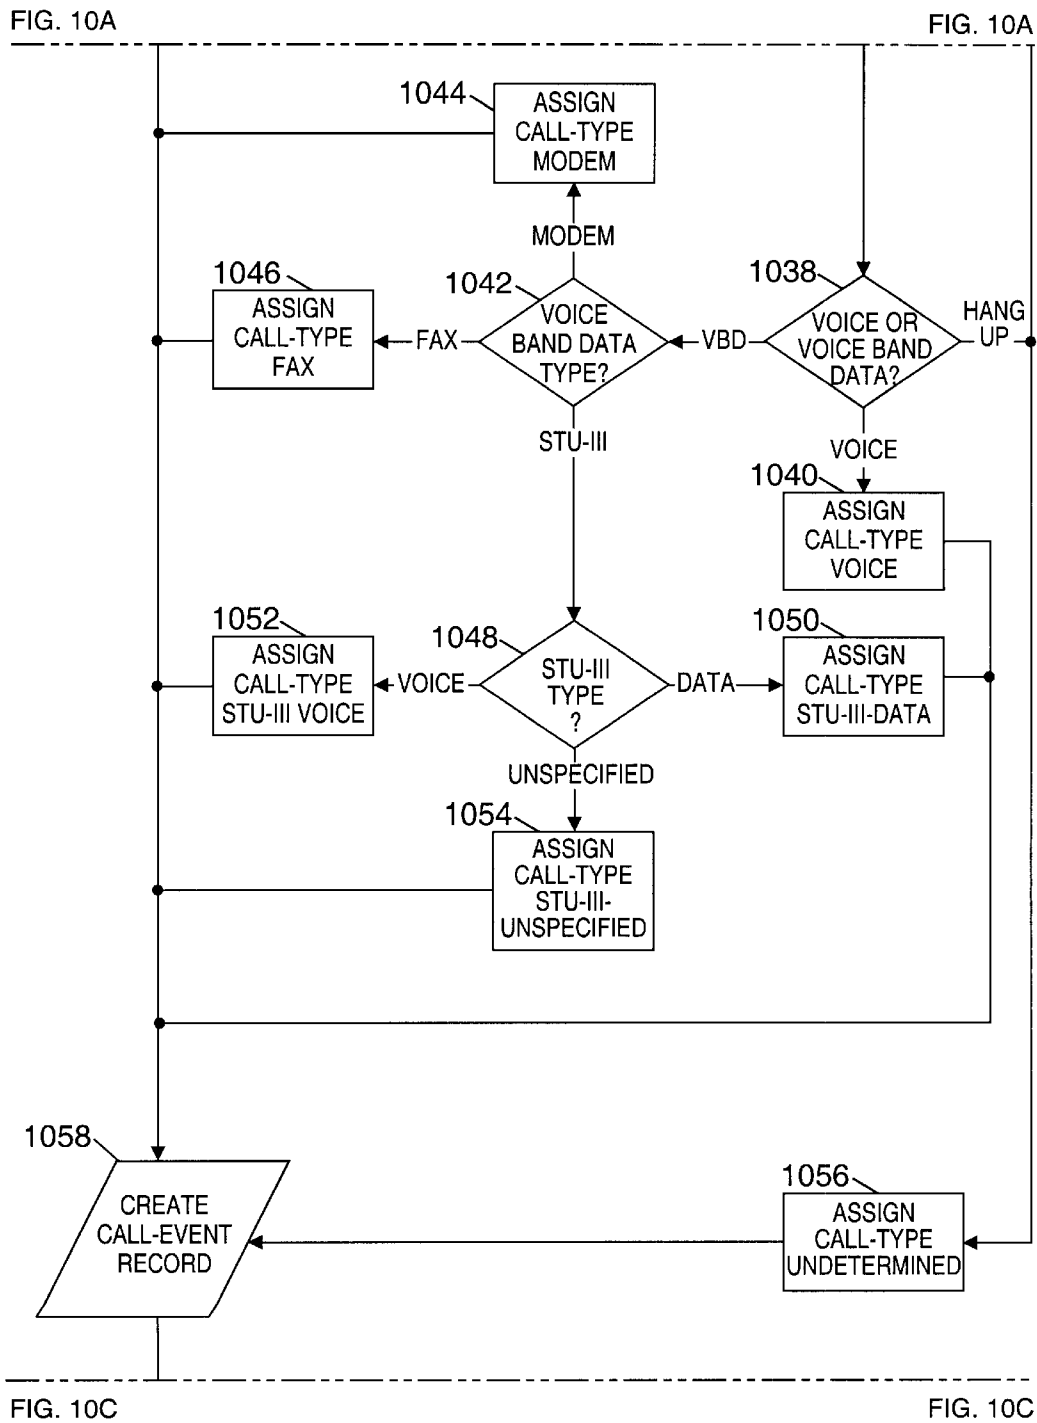 FIG. 10A
FIG. 10A
1044
ASSIGN
CALL-TYPE
MODEM
MODEM
1046
ASSIGN
CALL-TYPE
FAX
FAX
1042
VOICE
BAND DATA
TYPE?
VBD
1038
VOICE OR
VOICE BAND
DATA?
HANG
UP
STU-III
VOICE
1040
ASSIGN
CALL-TYPE
VOICE
1052
ASSIGN
CALL-TYPE
STU-III VOICE
VOICE
1048
STU-III
TYPE
?
DATA
1050
ASSIGN
CALL-TYPE
STU-III-DATA
UNSPECIFIED
1054
ASSIGN
CALL-TYPE
STU-III-
UNSPECIFIED
1058
CREATE
CALL-EVENT
RECORD
1056
ASSIGN
CALL-TYPE
UNDETERMINED
FIG. 10C
FIG. 10C